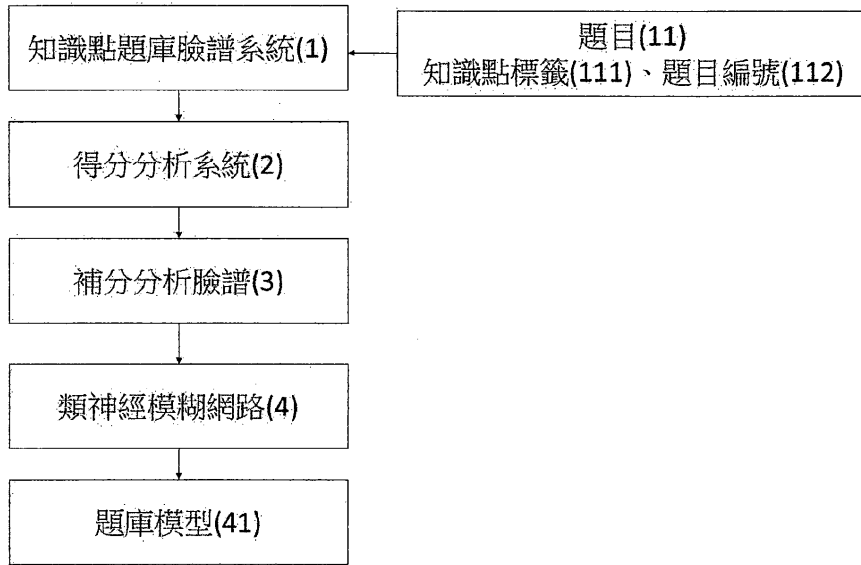 知識點題庫臉譜系統(1)
題目(11)
知識點標籤(111)、題目編號(112)
得分分析系統(2)
補分分析臉譜(3)
類神經模糊網路(4)
題庫模型(41)